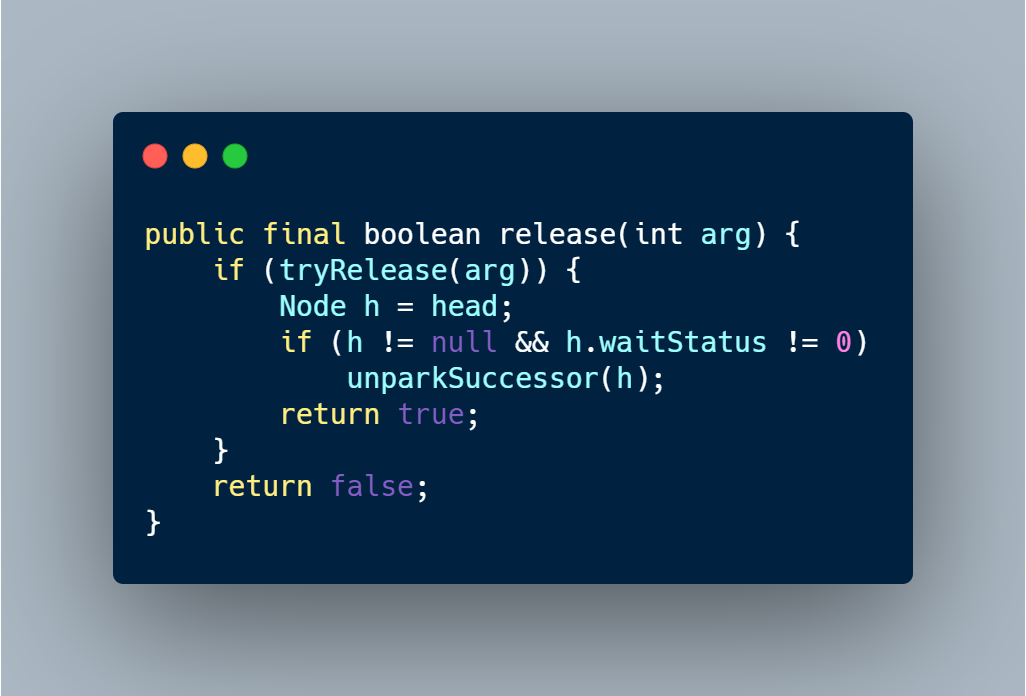 public final boolean release(int arg) {
    if (tryRelease(arg)) {
        Node h = head;
        if (h != null && h.waitStatus != 0)
            unparkSuccessor(h);
        return true;
    }
    return false;
}